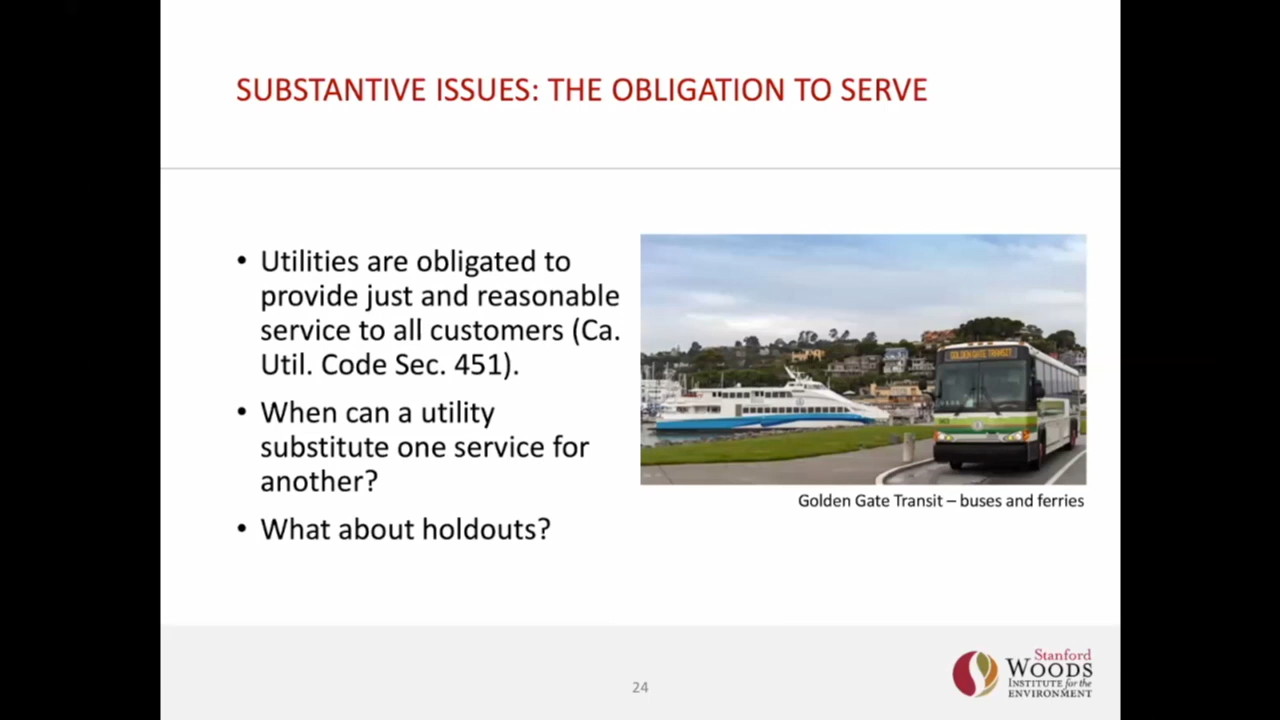 SUBSTANTIVE ISSUES: THE OBLIGATION TO SERVE
• Utilities are obligated to
provide just and reasonable
service to all customers (Ca.
Util. Code Sec. 451).
• When can a utility
substitute one service for
another?
• What about holdouts?
GOLDEN GATE TRANSIT
Golden Gate Transit – buses and ferries
24
Stanford
WOODS
INSTITUTE for the
ENVIRONMENT